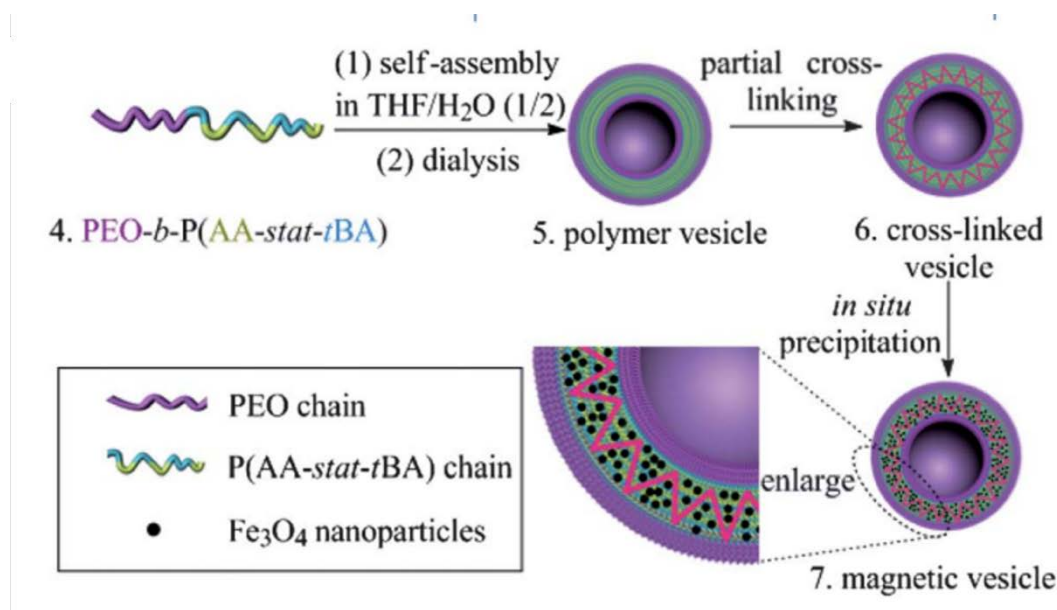 (1) self-assembly
in THF/H₂O (1/2)
(2) dialysis
partial cross-
linking
4. PEO-b-P(AA-stat-tBA)
5. polymer vesicle
6. cross-linked
vesicle
in situ
precipitation
PEO chain
P(AA-stat-tBA) chain
Fe₃O₄ nanoparticles
enlarge
7. magnetic vesicle